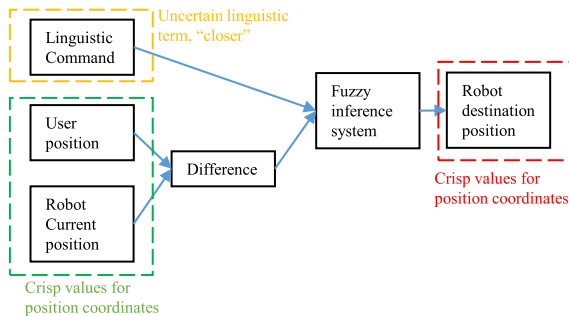 Uncertain linguistic
term, “closer”
Linguistic
Command
User
position
Robot
Current
position
Difference
Fuzzy
inference
system
Robot
destination
position
Crisp values for
position coordinates
Crisp values for
position coordinates